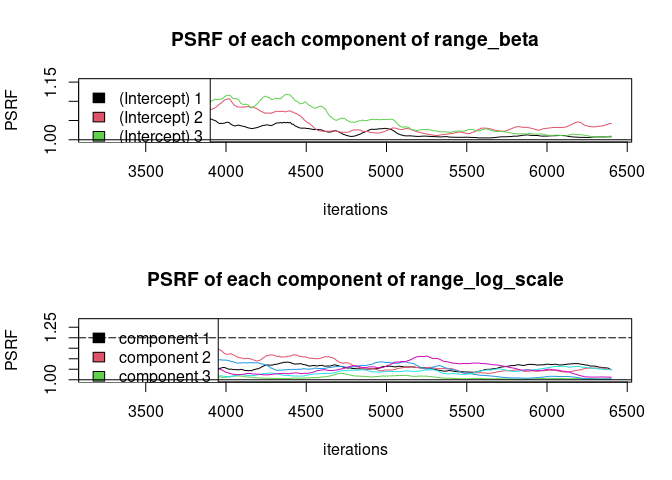 PSRF of each component of range_beta
PSRF
1.15
1.00
(Intercept) 1
(Intercept) 2
(Intercept) 3
3500 4000 4500 5000 5500 6000 6500
iterations
PSRF of each component of range_log_scale
PSRF
1.25
1.00
component 1
component 2
component 3
3500 4000 4500 5000 5500 6000 6500
iterations